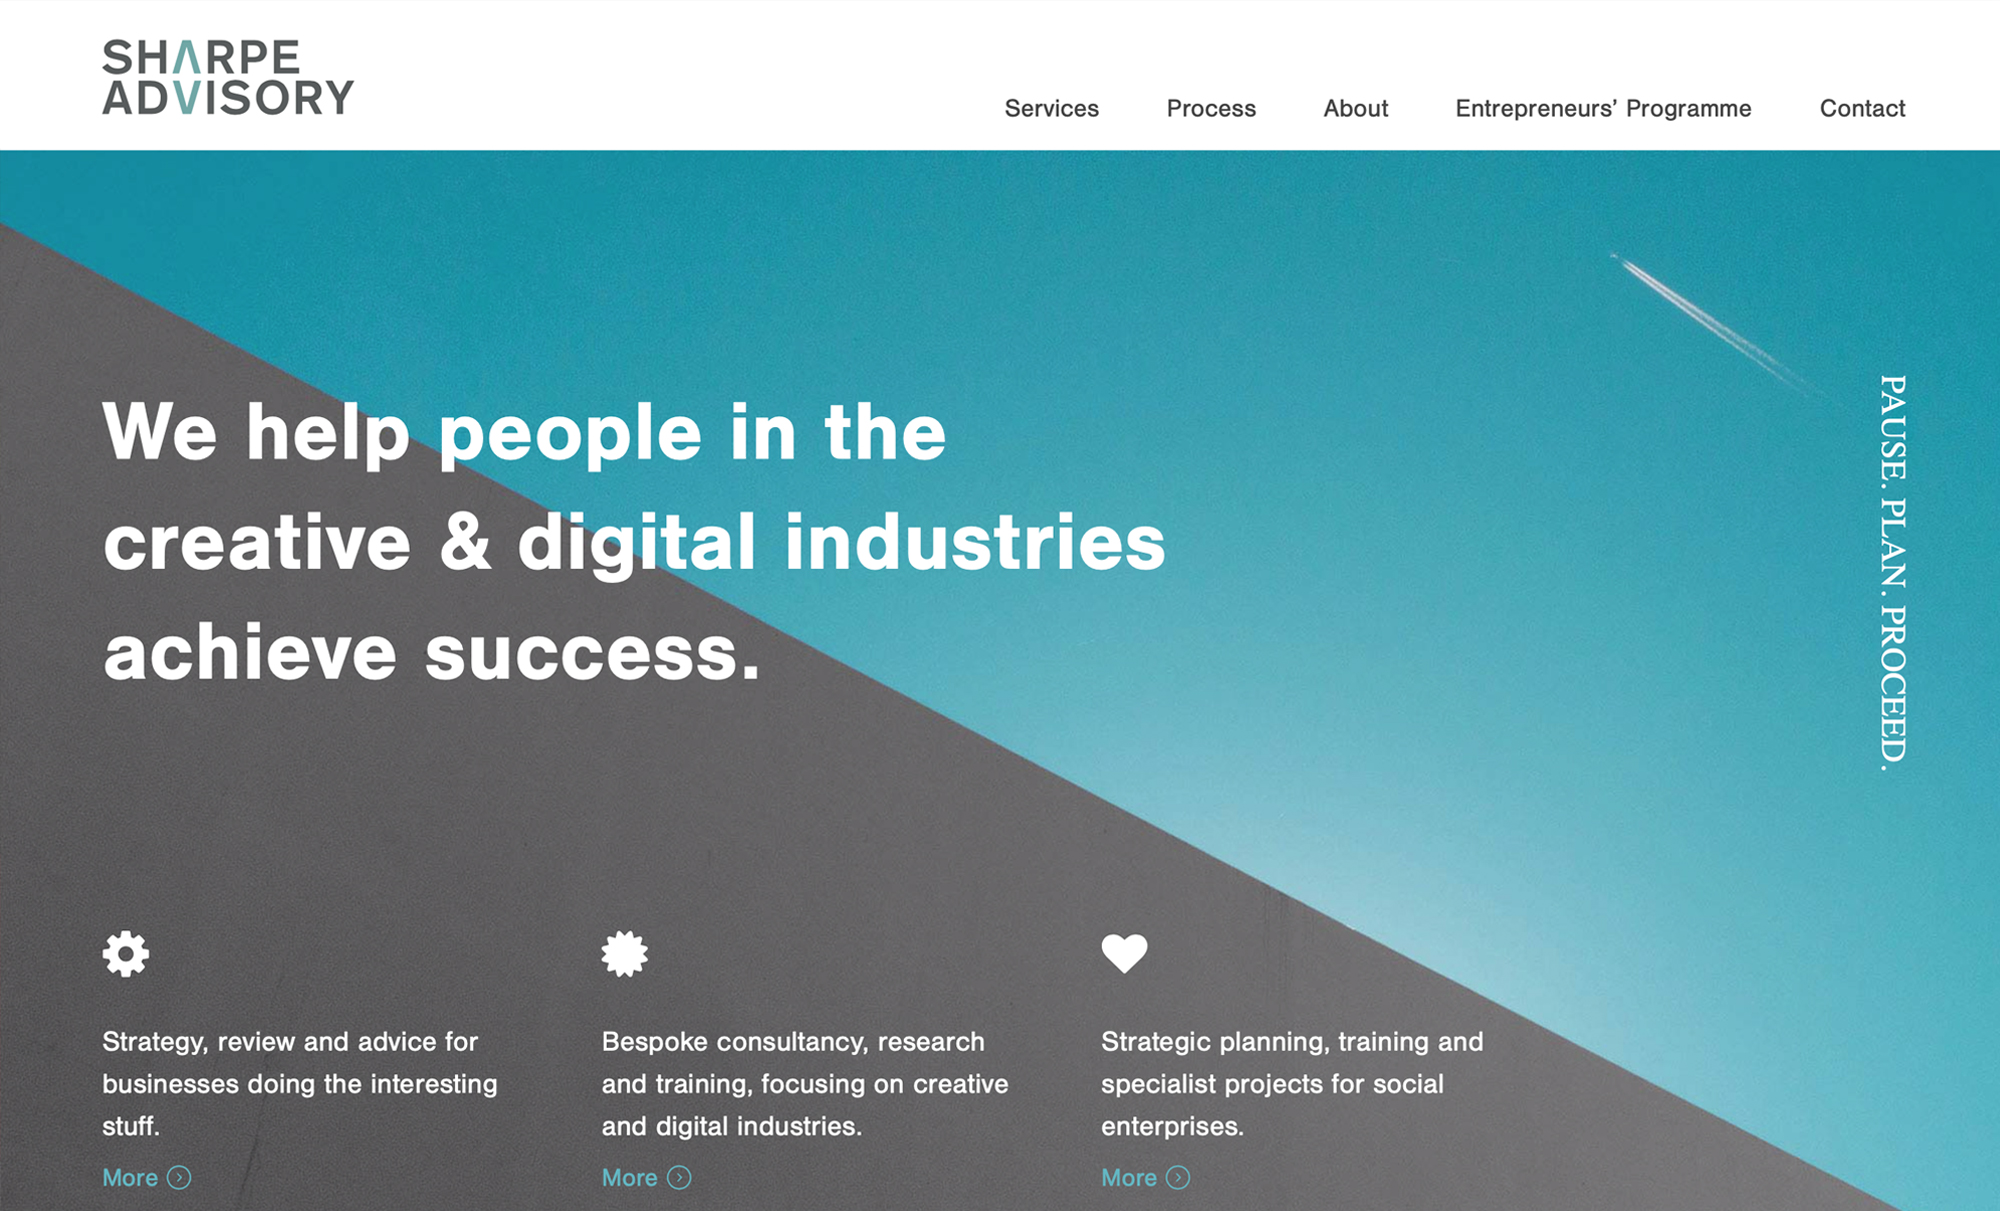 SHARPE
ADVISORY
Services
Process
About
Entrepreneurs’ Programme
Contact
We help people in the
creative & digital industries
achieve success.
PAUSE. PLAN. PROCEED.
Strategy, review and advice for
businesses doing the interesting
stuff.
More
Bespoke consultancy, research
and training, focusing on creative
and digital industries.
More
Strategic planning, training and
specialist projects for social
enterprises.
More